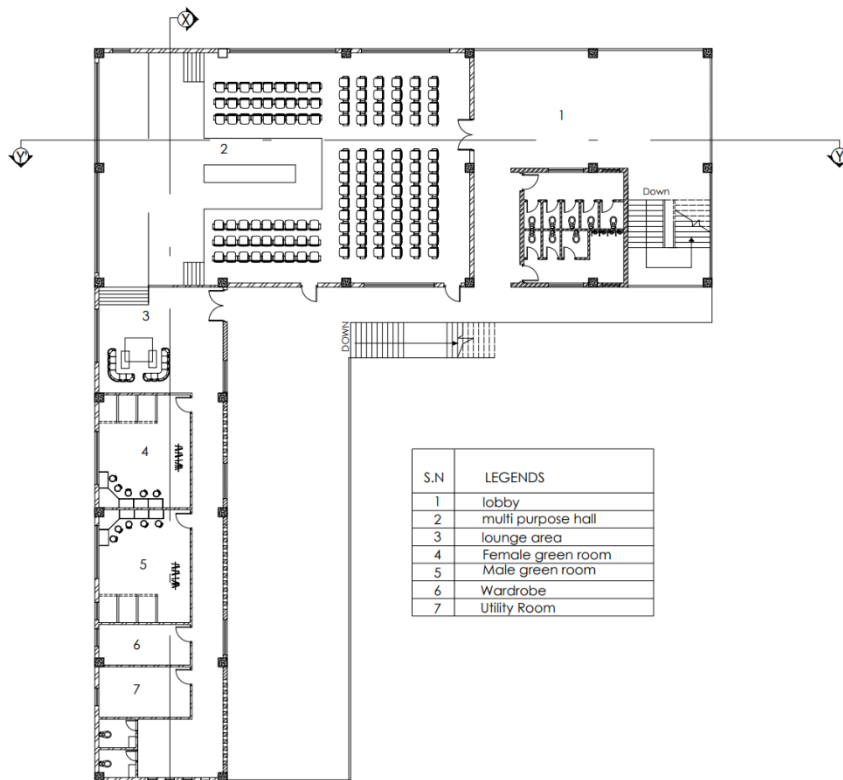 X
1
2
Y'
Y
Down
3
DOWN
4
5
6
7
S.N LEGENDS
1 lobby
2 multi purpose hall
3 lounge area
4 Female green room
5 Male green room
6 Wardrobe
7 Utility Room